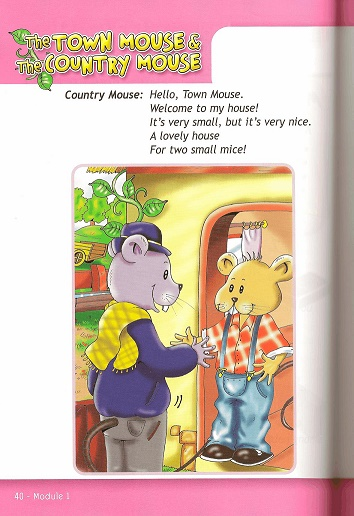 The TOWN MOUSE &
The COUNTRY MOUSE
Country Mouse: Hello, Town Mouse.
Welcome to my house!
It's very small, but it's very nice.
A lovely house
For two small mice!
40 - Module 1